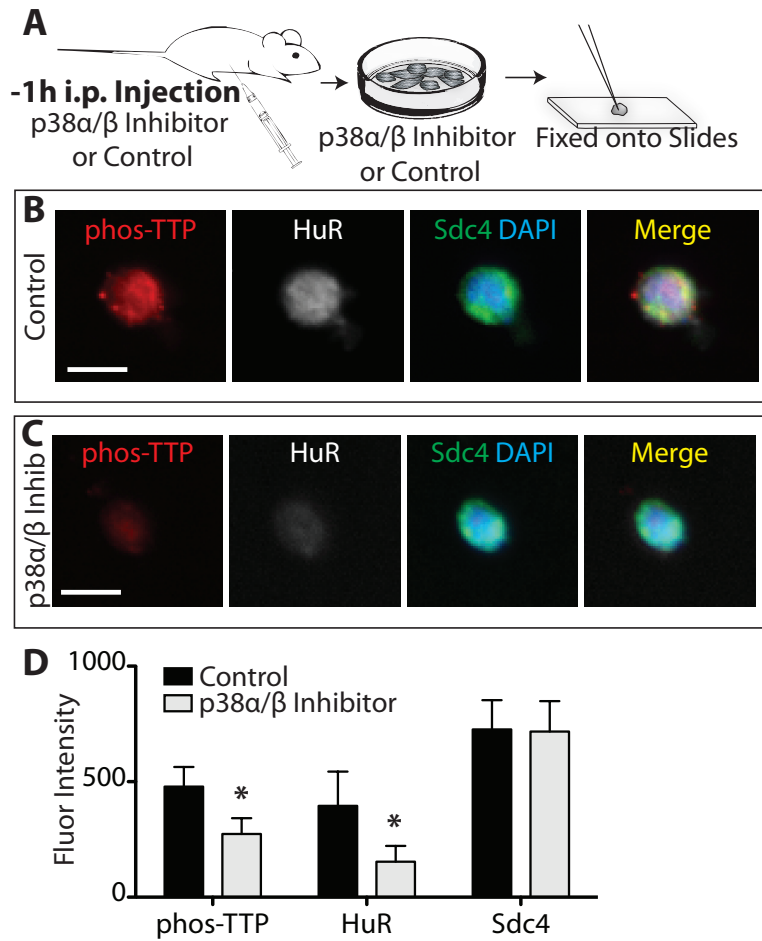 A
-1h i.p. Injection
p38α/β Inhibitor
or Control
p38α/β Inhibitor
or Control
Fixed onto Slides
B
Control
phos-TTP
HuR
Sdc4 DAPI
Merge
C
p38α/β Inhib
phos-TTP
HuR
Sdc4 DAPI
Merge
D
Fluor Intensity
1000
500
0
Control
p38α/β Inhibitor
*
*
phos-TTP
HuR
Sdc4